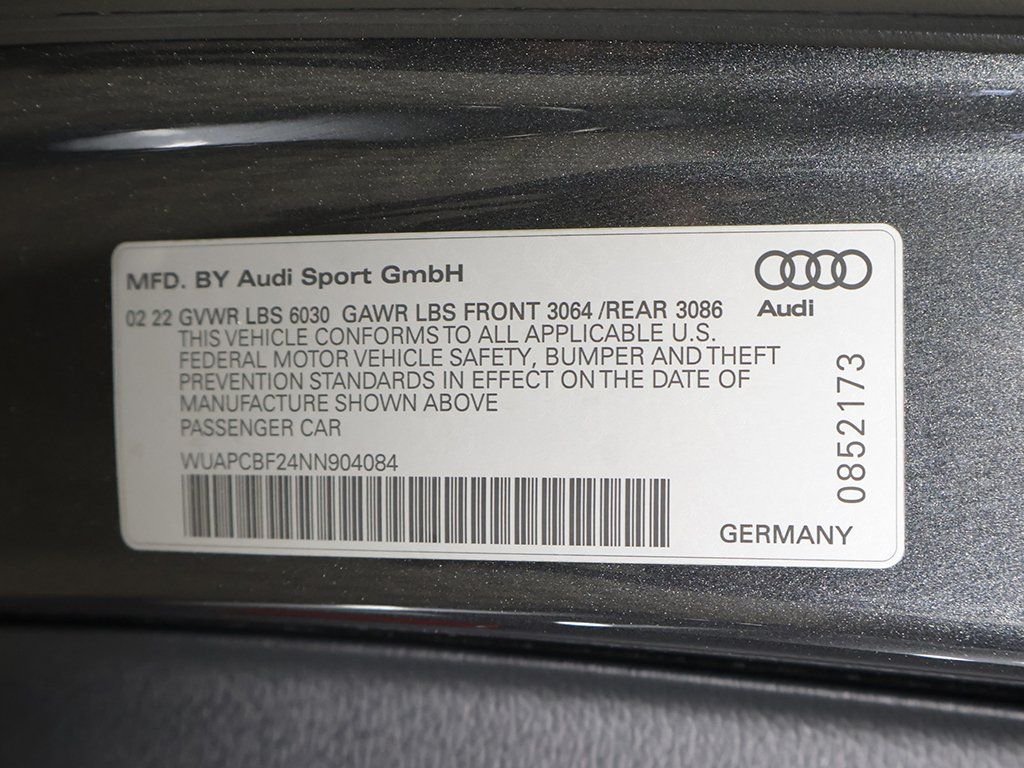 MFD. BY Audi Sport GmbH
Audi
02 22 GVWR LBS 6030 GAWR LBS FRONT 3064 /REAR 3086
THIS VEHICLE CONFORMS TO ALL APPLICABLE U.S.
FEDERAL MOTOR VEHICLE SAFETY, BUMPER AND THEFT
PREVENTION STANDARDS IN EFFECT ON THE DATE OF
MANUFACTURE SHOWN ABOVE
PASSENGER CAR
WUAPCBF24NN904084
0852173
GERMANY